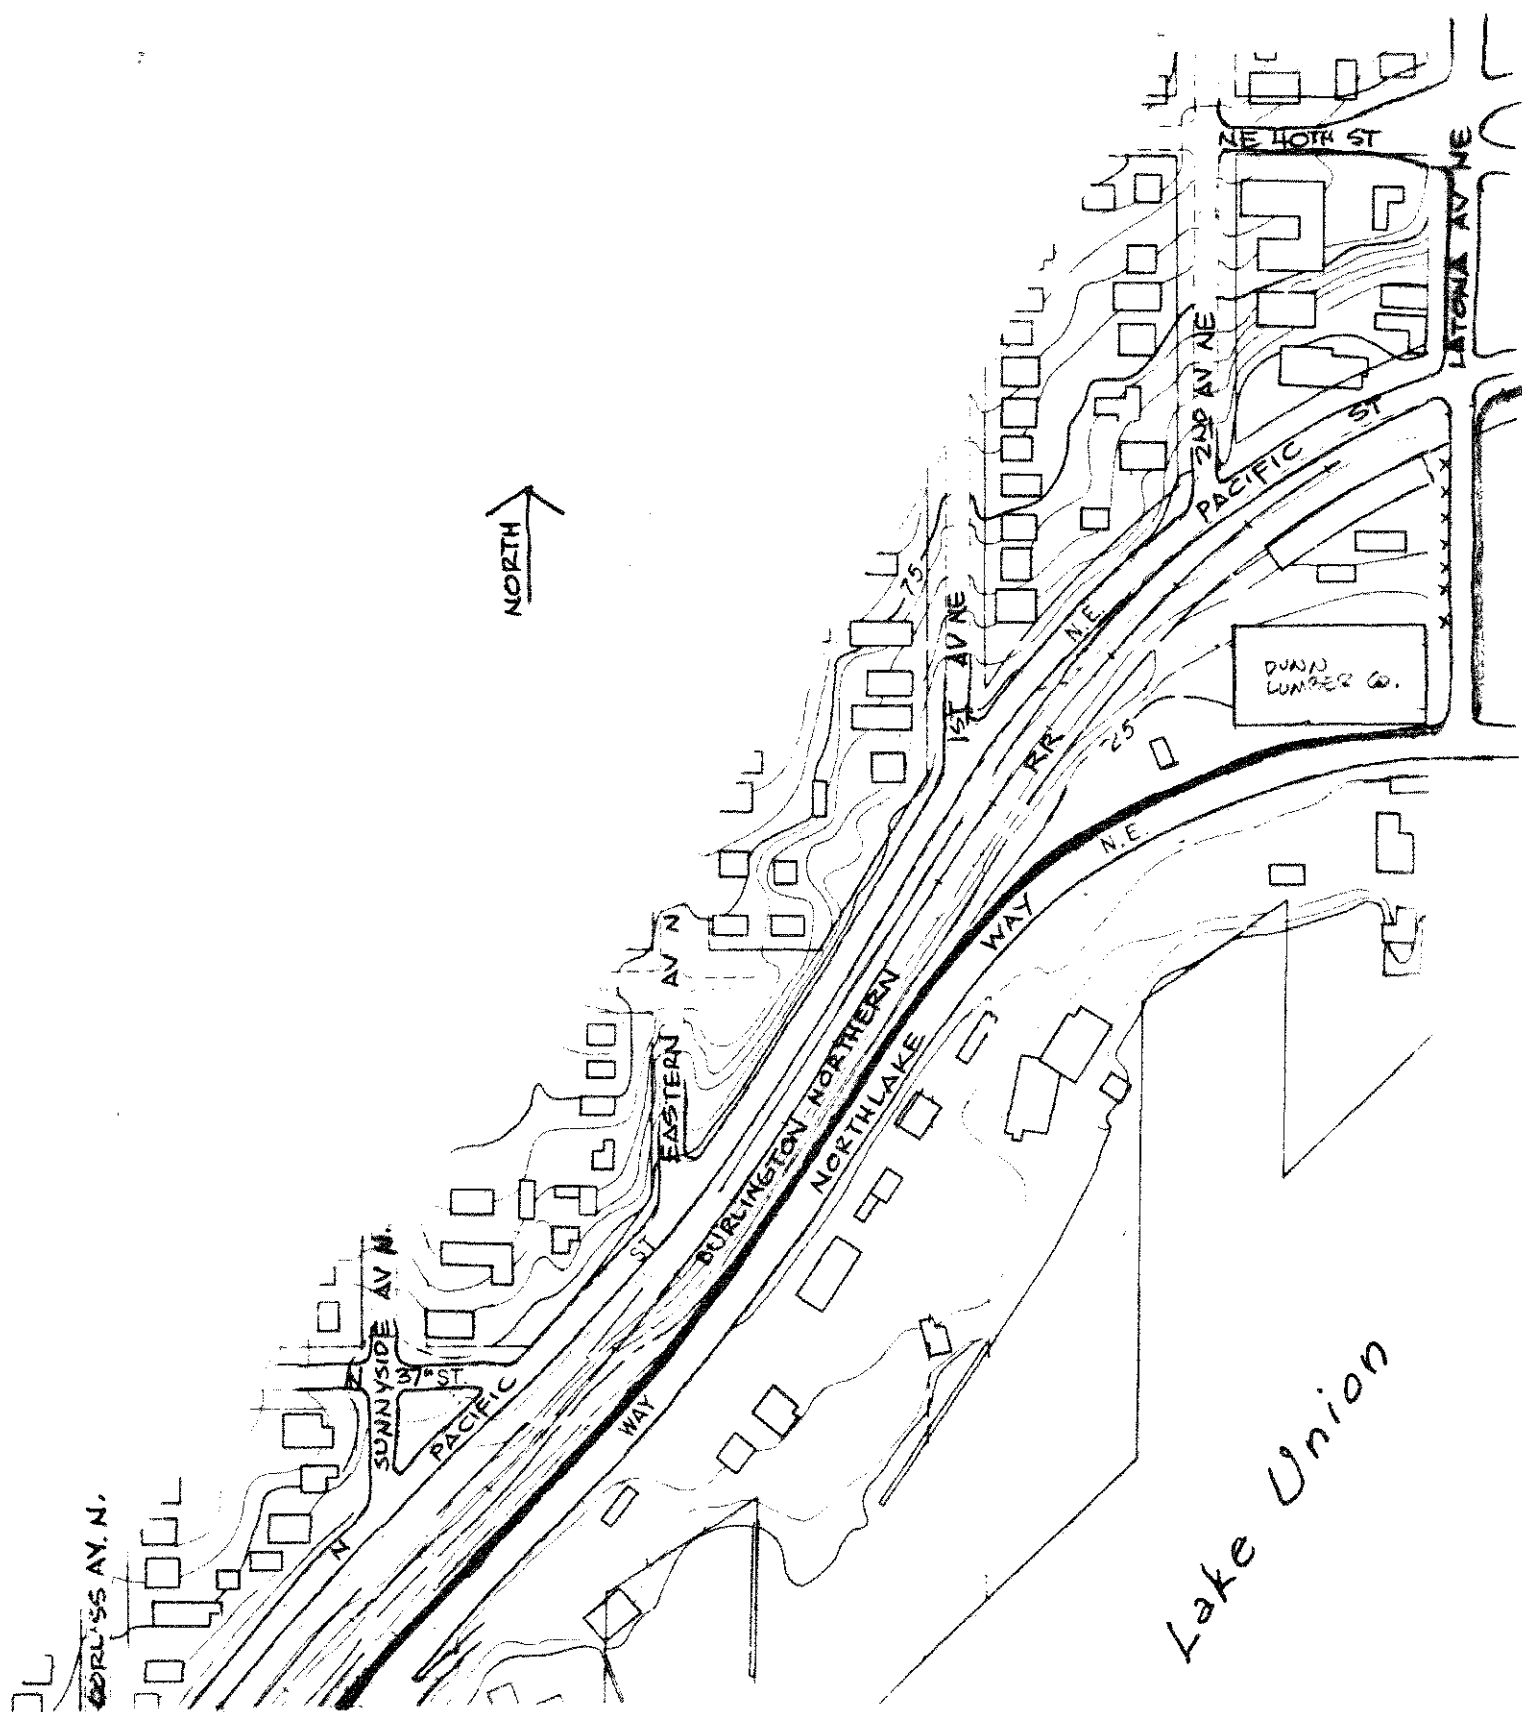 NE 40TH ST
LATONA AV NE
2ND AV NE
PACIFIC ST
NORTH
75
1ST AV NE
N.E.
DUNN
LUMBER CO.
RR
25
N.E.
EASTERN AV N
WAY
BURLINGTON NORTHERN
NORTHLAKE
ST
SUNNYSIDE AV N.
N 37TH ST.
PACIFIC
WAY
N
CORLISS AV. N.
Lake Union